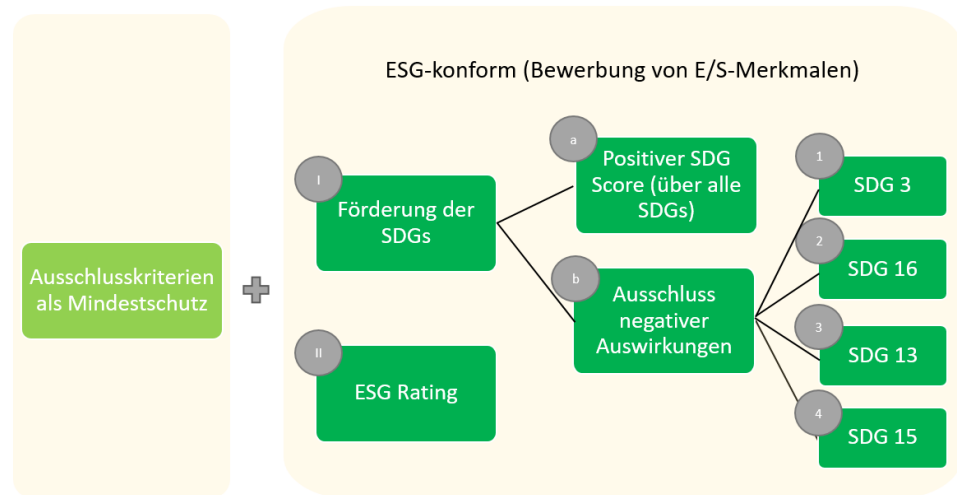 ESG-konform (Bewerbung von E/S-Merkmalen)
Ausschlusskriterien
als Mindestschutz
I
Förderung der
SDGs
a
Positiver SDG
Score (über alle
SDGs)
b
Ausschluss
negativer
Auswirkungen
1
SDG 3
2
SDG 16
3
SDG 13
4
SDG 15
II
ESG Rating